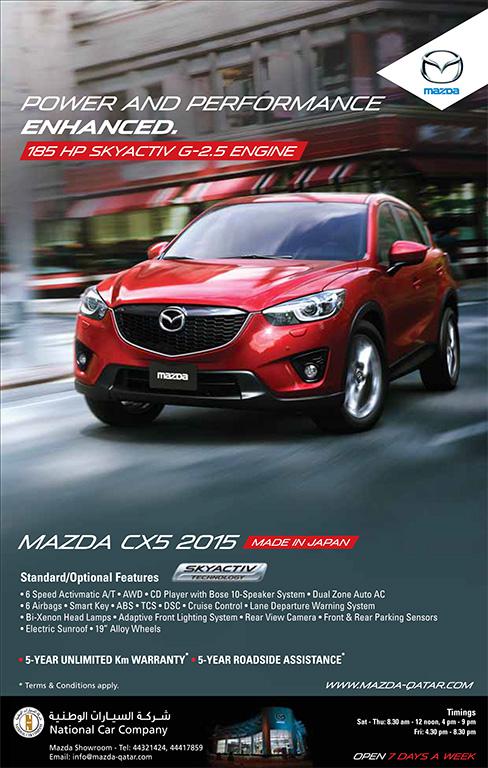 mazda
POWER AND PERFORMANCE
ENHANCED.
185 HP SKYACTIV G-2.5 ENGINE
mazda
MAZDA CX5 2015 MADE IN JAPAN
Standard/Optional Features SKYACTIV TECHNOLOGY
• 6 Speed Activmatic A/T • AWD • CD Player with Bose 10-Speaker System • Dual Zone Auto AC
• 6 Airbags • Smart Key • ABS • TCS • DSC • Cruise Control • Lane Departure Warning System
• Bi-Xenon Head Lamps • Adaptive Front Lighting System • Rear View Camera • Front & Rear Parking Sensors
• Electric Sunroof • 19" Alloy Wheels
• 5-YEAR UNLIMITED Km WARRANTY* • 5-YEAR ROADSIDE ASSISTANCE*
* Terms & Conditions apply.
WWW.MAZDA-QATAR.COM
شركة السيارات الوطنية
National Car Company
Mazda Showroom - Tel: 44321424, 44417859
Email: info@mazda-qatar.com
Timings
Sat - Thu: 8.30 am - 12 noon, 4 pm - 9 pm
Fri: 4.30 pm - 8.30 pm
OPEN 7 DAYS A WEEK